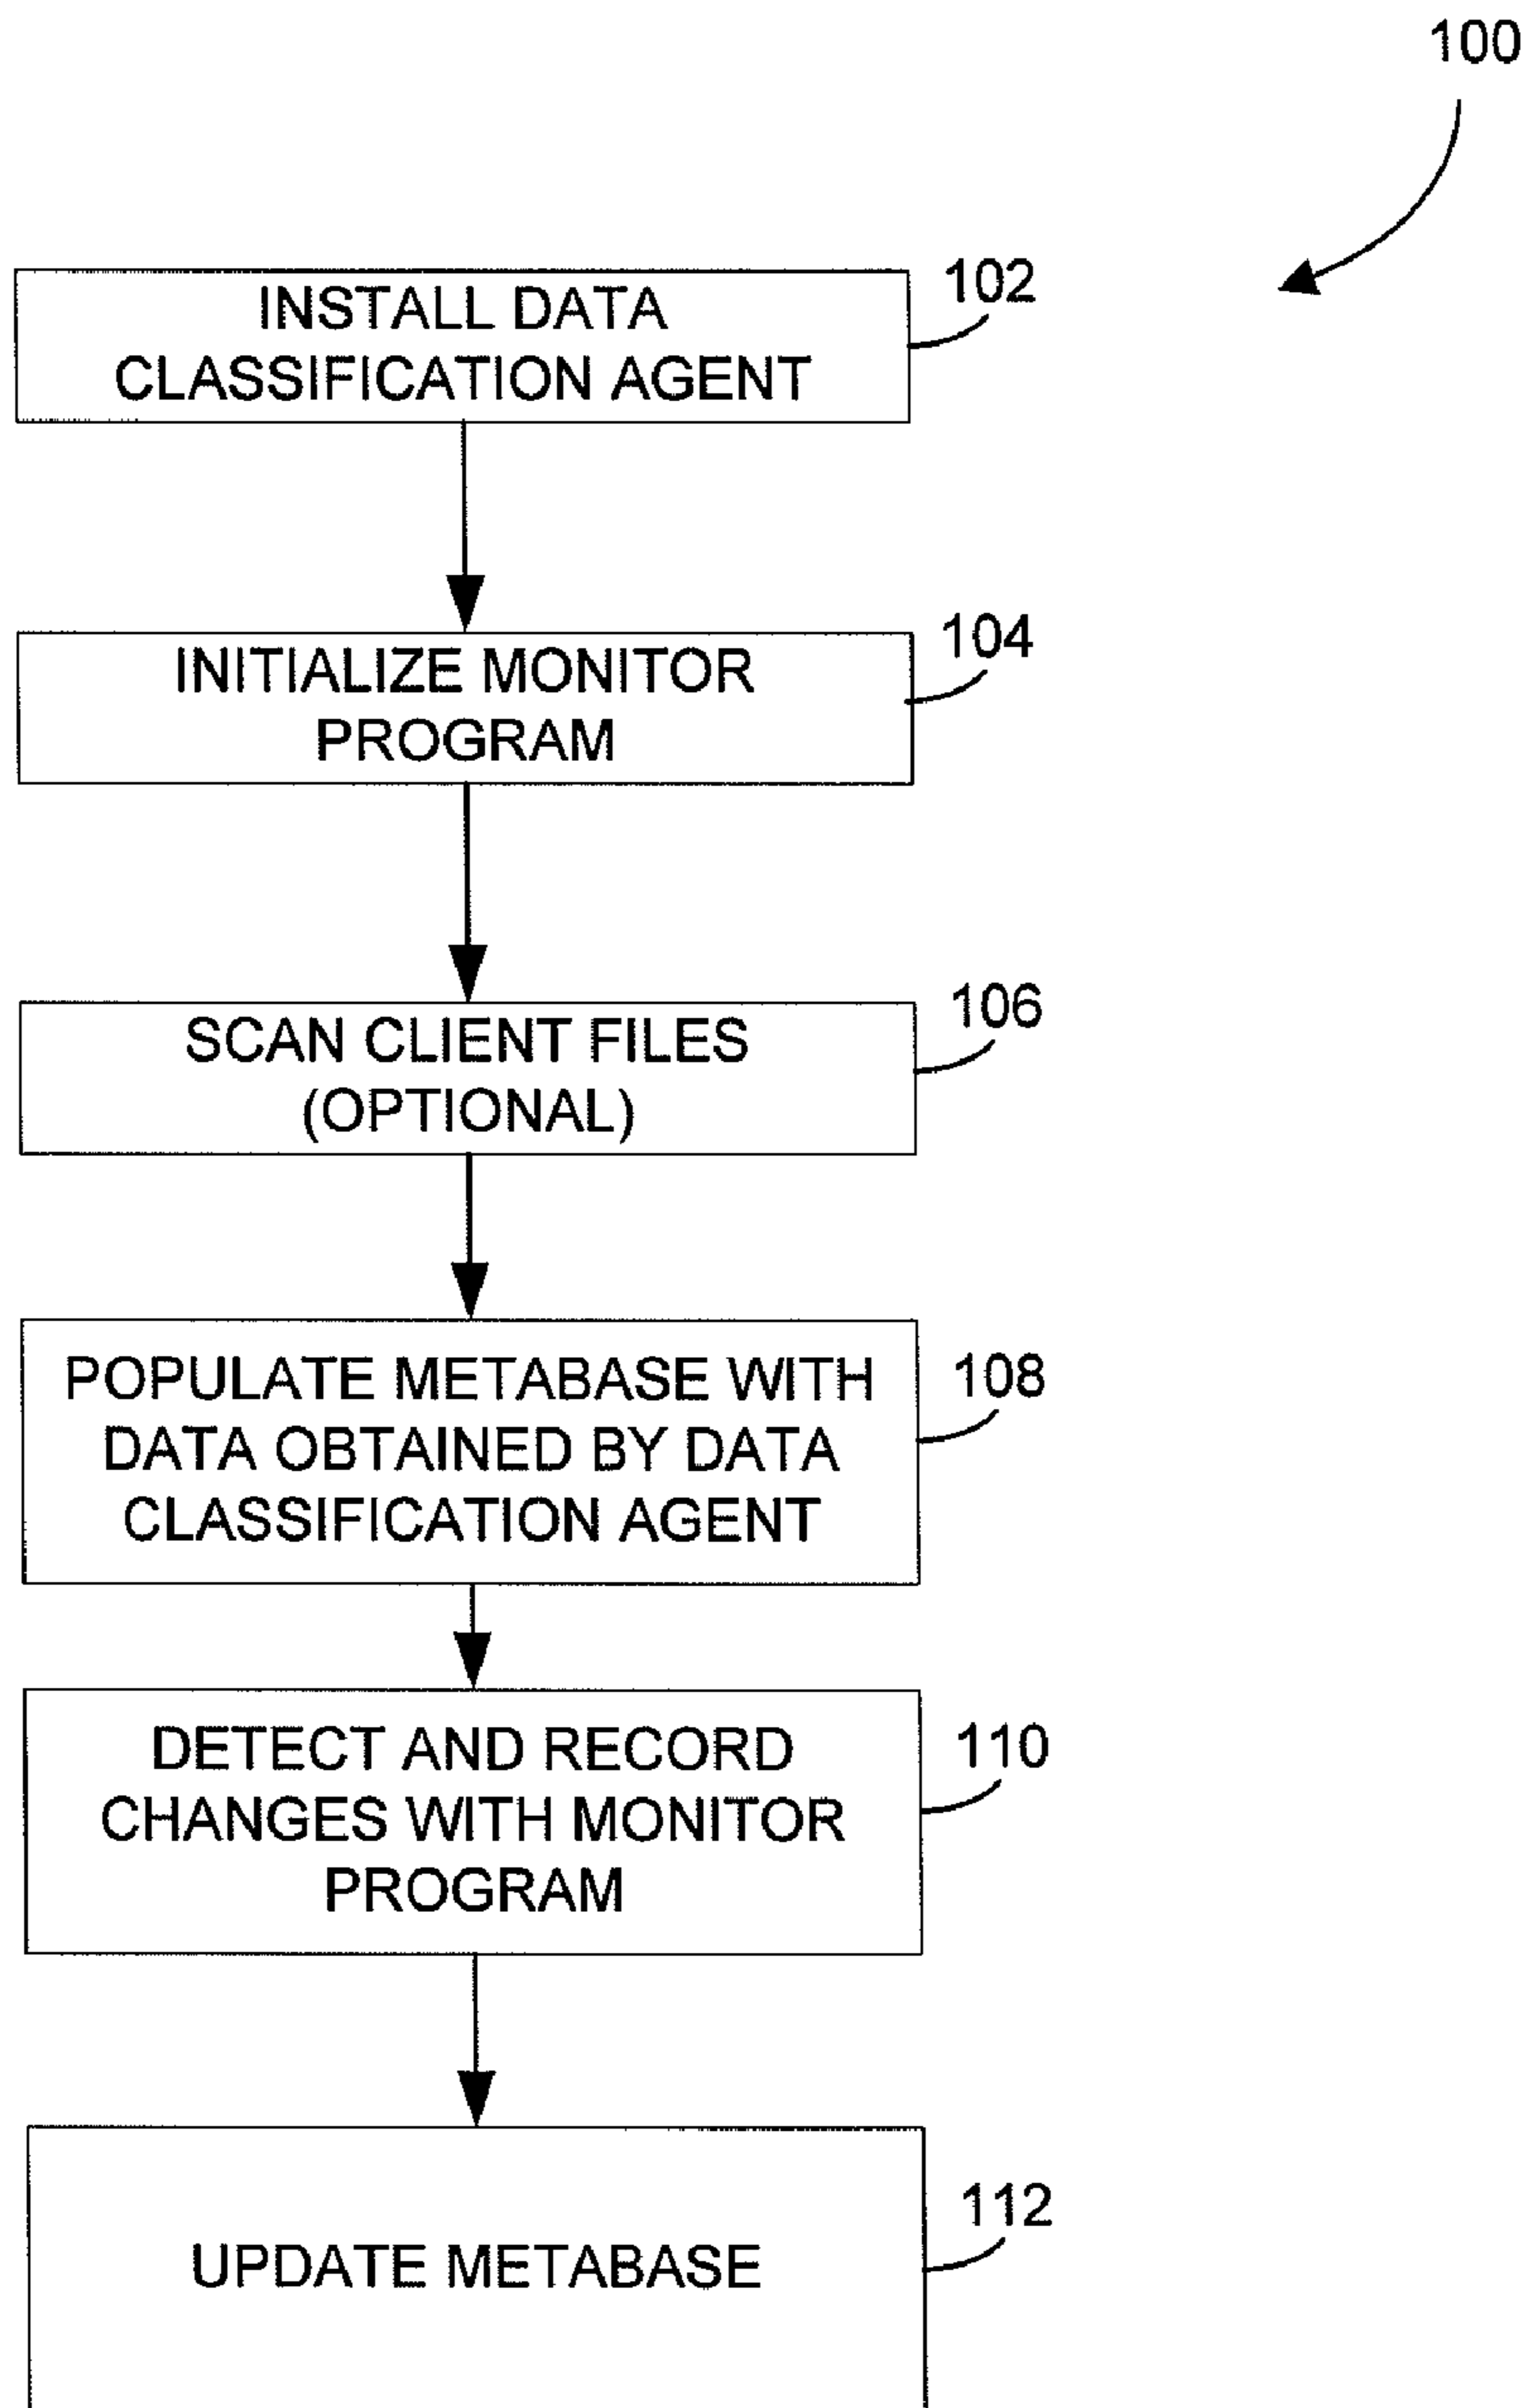 100
INSTALL DATA
CLASSIFICATION AGENT
102
INITIALIZE MONITOR
PROGRAM
104
SCAN CLIENT FILES
(OPTIONAL)
106
POPULATE METABASE WITH
DATA OBTAINED BY DATA
CLASSIFICATION AGENT
108
DETECT AND RECORD
CHANGES WITH MONITOR
PROGRAM
110
UPDATE METABASE
112